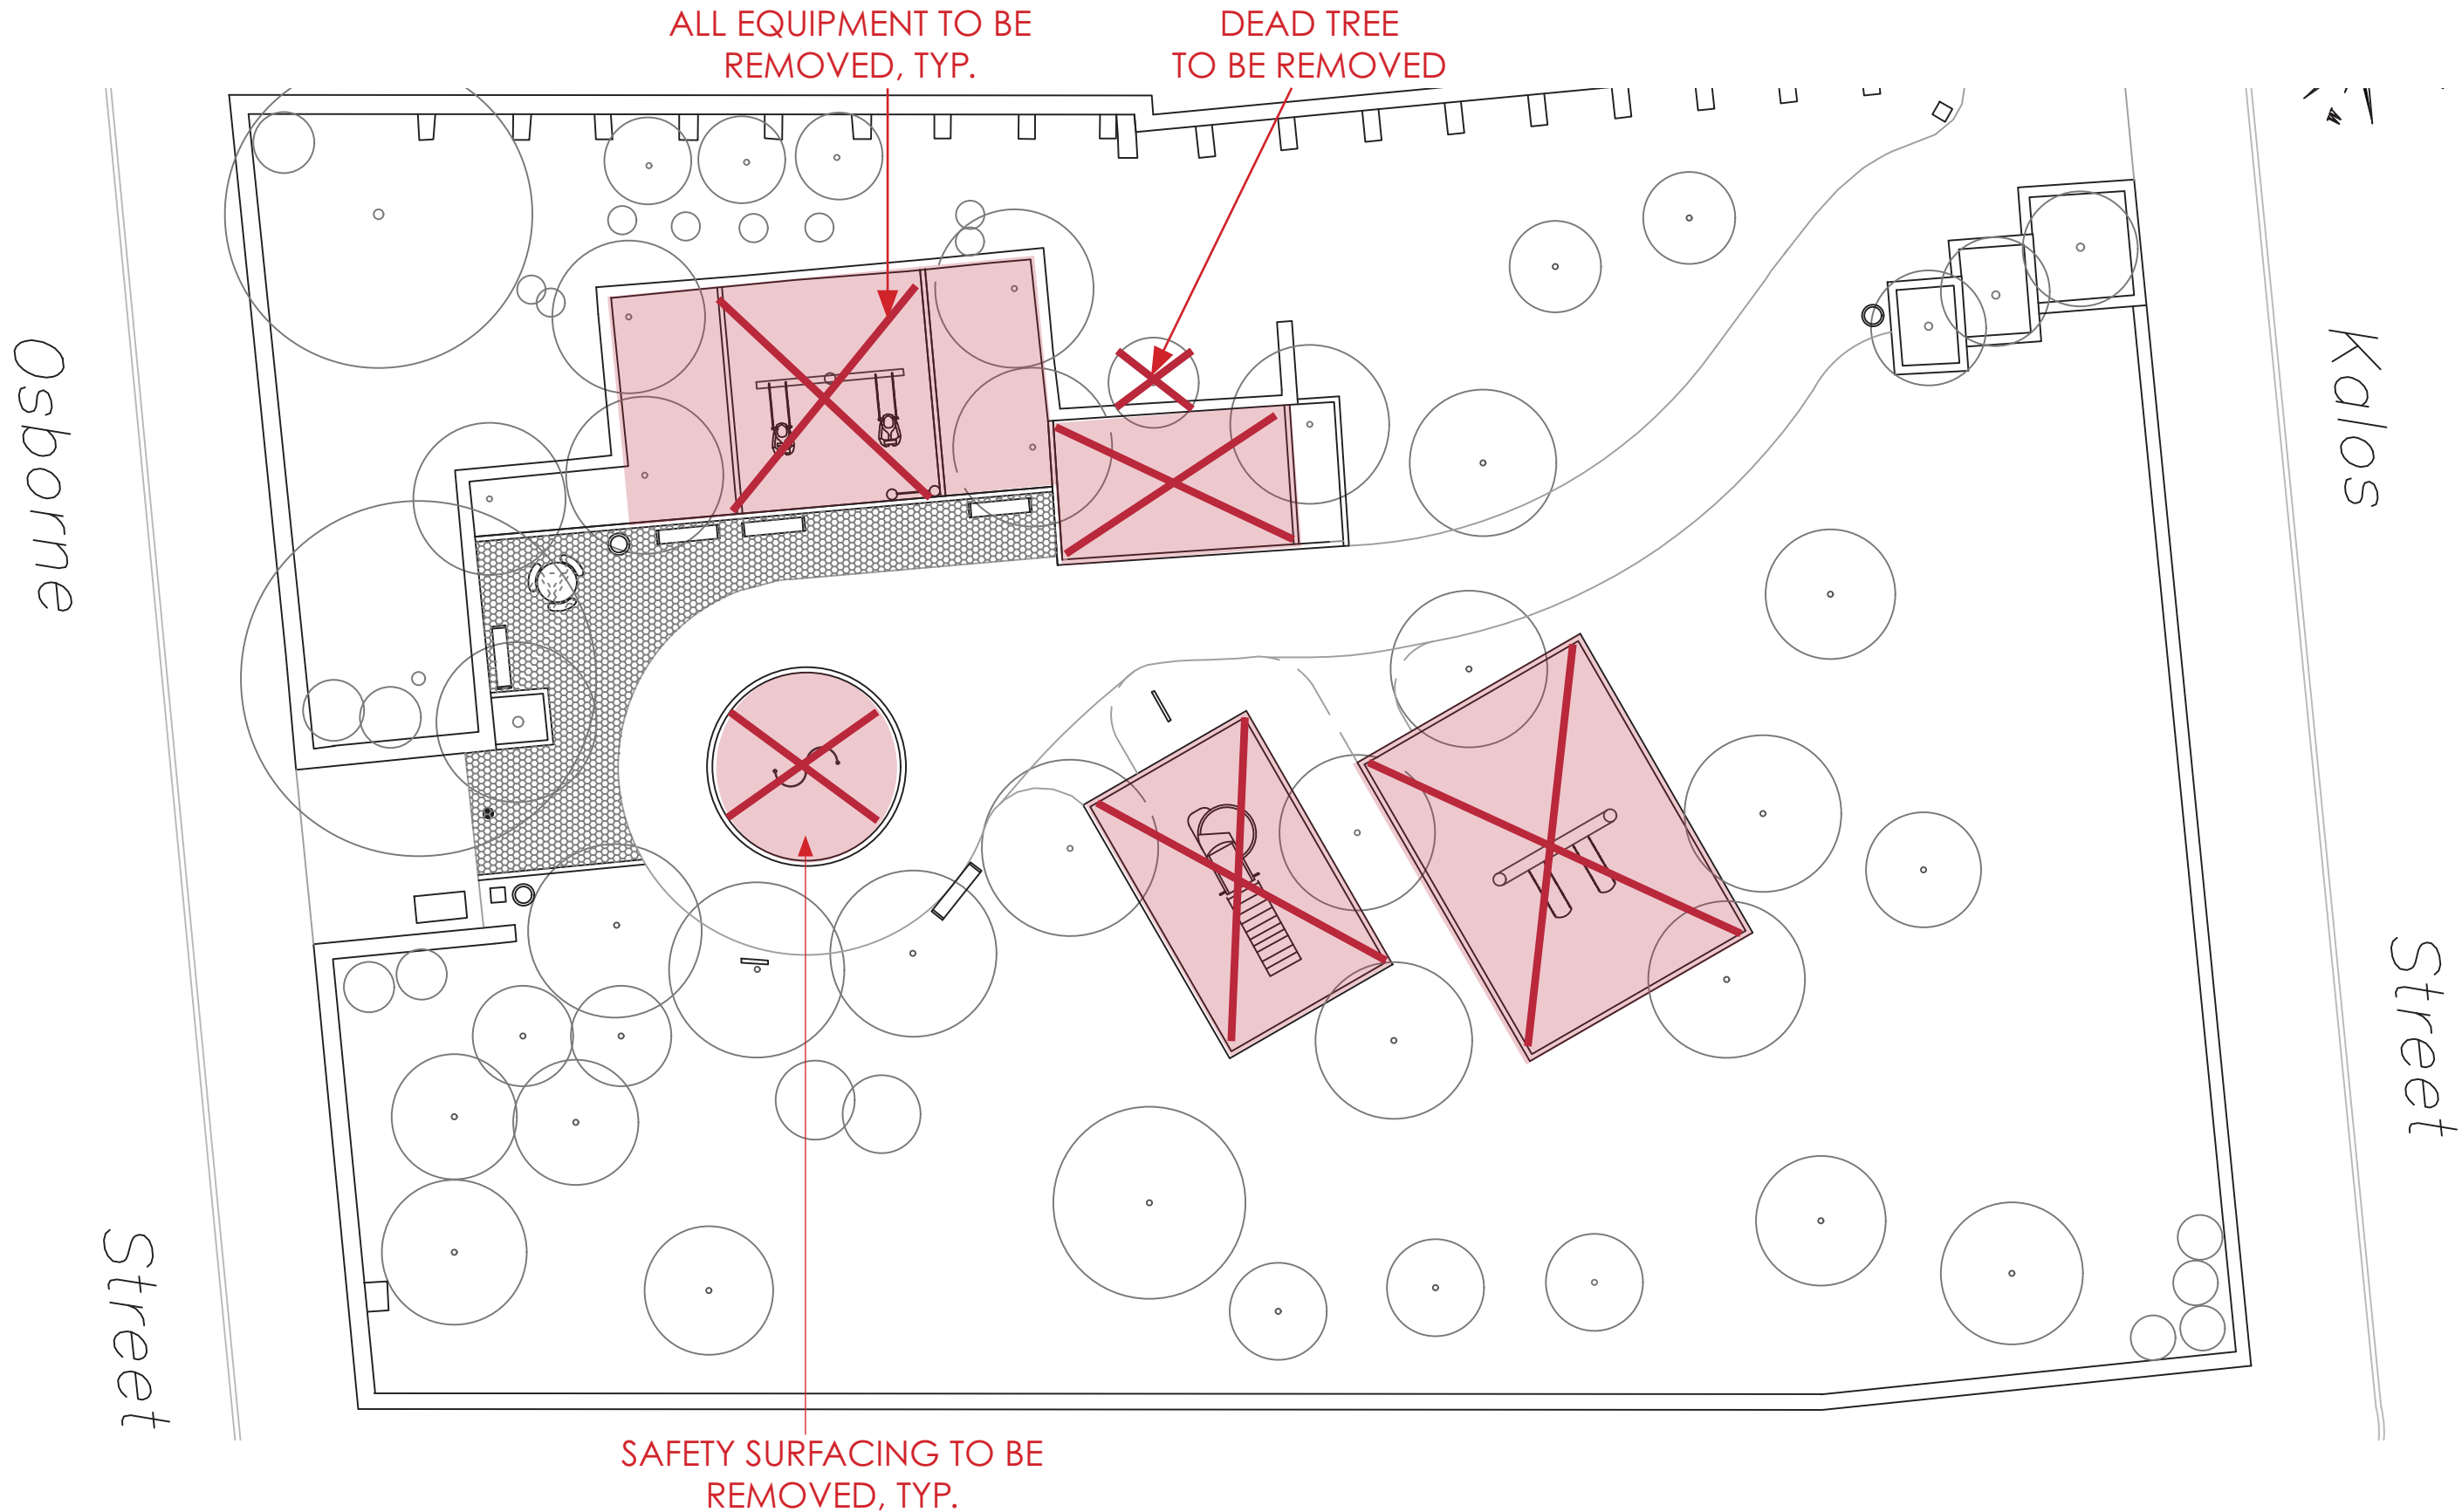 ALL EQUIPMENT TO BE
REMOVED, TYP.
DEAD TREE
TO BE REMOVED
Osborne
Street
Kalos
Street
SAFETY SURFACING TO BE
REMOVED, TYP.